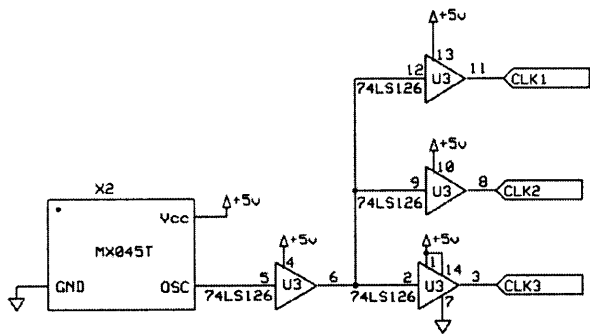 +5v
13
12 U3 11 CLK1
74LS126
+5v
10
9 U3 8 CLK2
74LS126
X2
+5v
Vcc
MX045T
+5v
4
+5v
1 14
GND OSC 5 U3 6 2 U3 3 CLK3
74LS126 74LS126 7